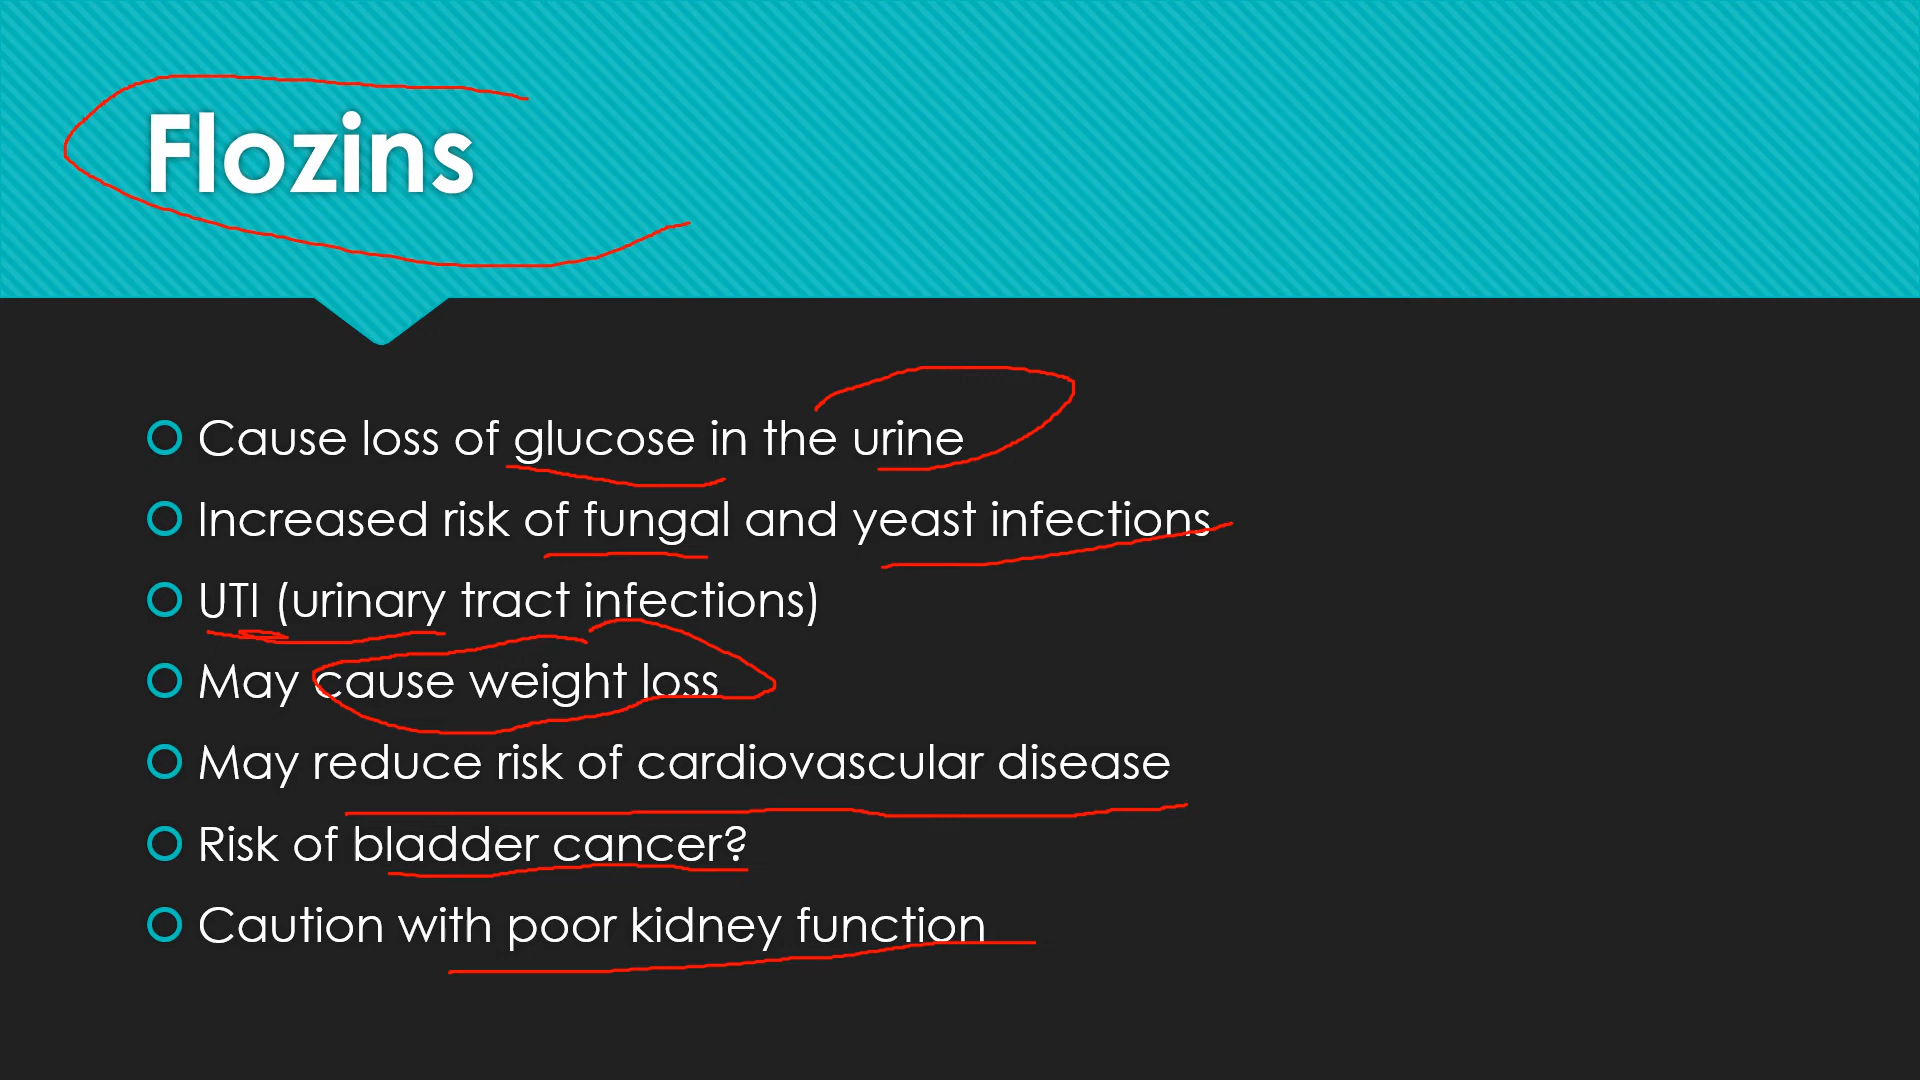 Flozins
Cause loss of glucose in the urine
Increased risk of fungal and yeast infections
UTI (urinary tract infections)
May cause weight loss
May reduce risk of cardiovascular disease
Risk of bladder cancer?
Caution with poor kidney function